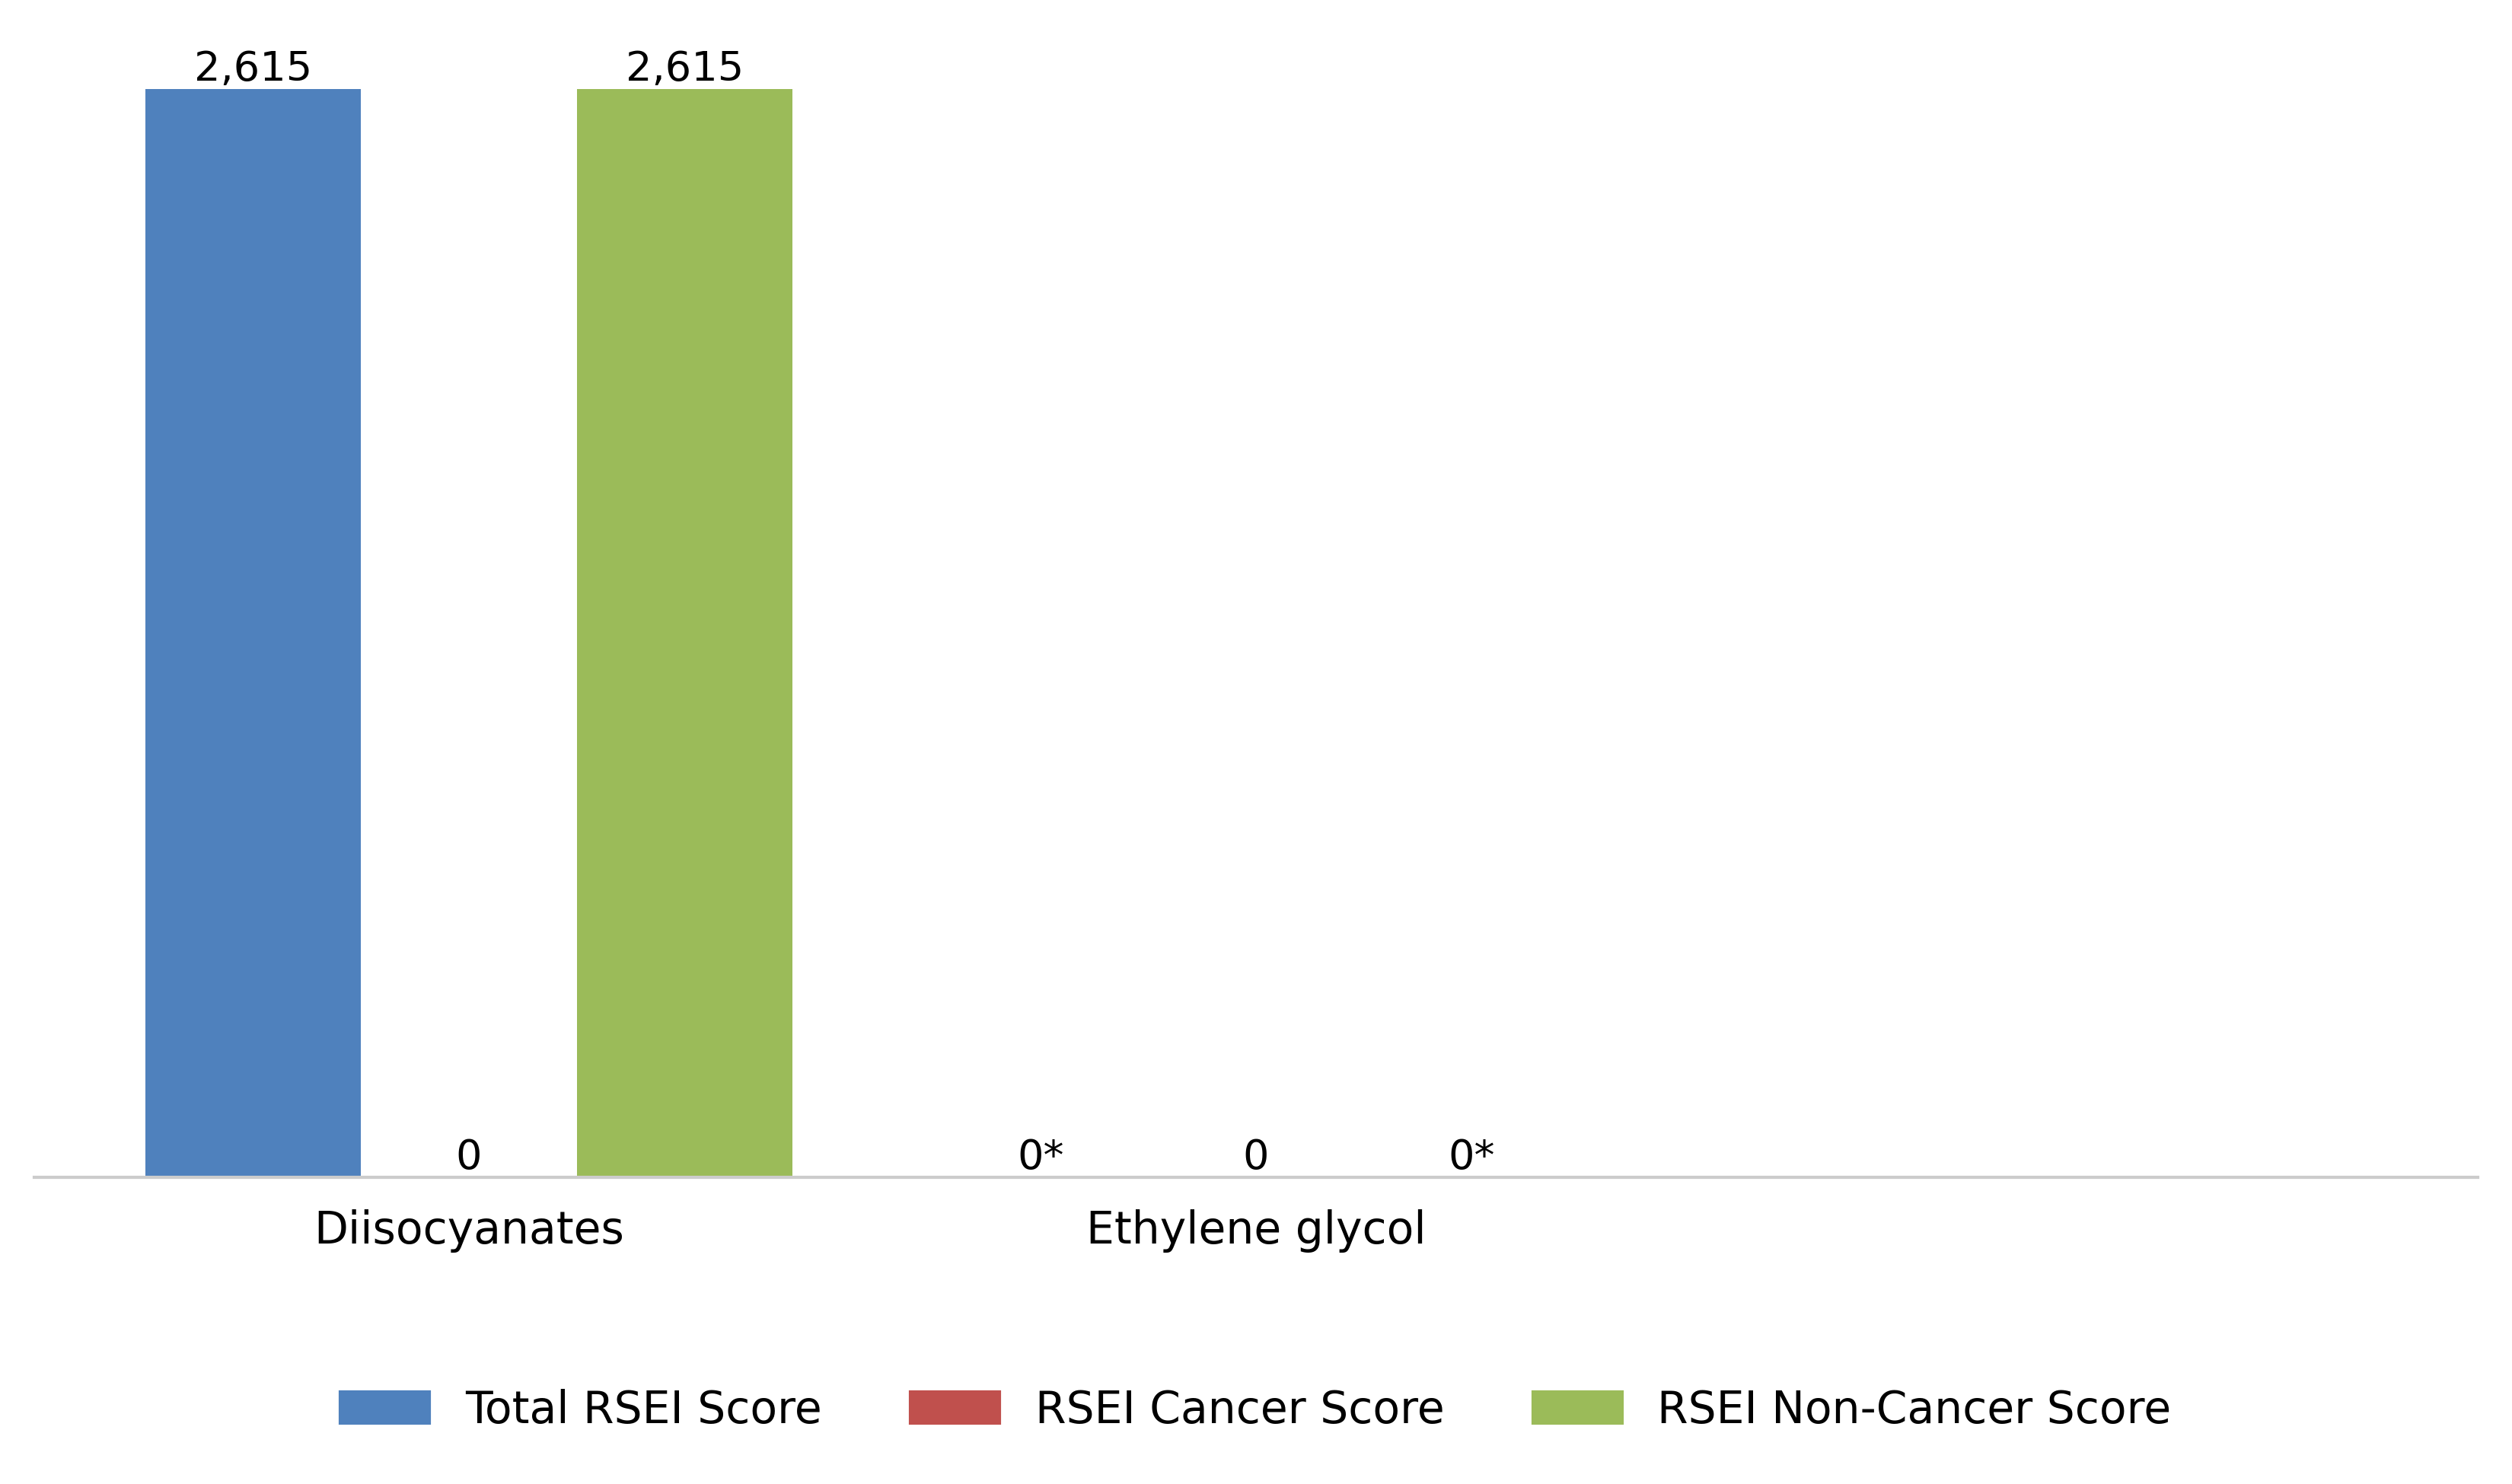 2,615 2,615
0 0* 0 0*
Diisocyanates Ethylene glycol
Total RSEI Score RSEI Cancer Score RSEI Non-Cancer Score